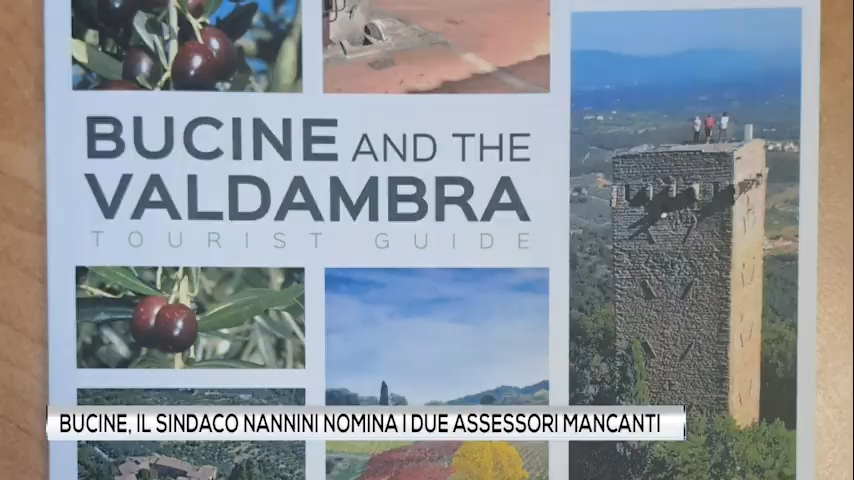 BUCINE AND THE
VALDAMBRA
TOURIST GUIDE
BUCINE, IL SINDACO NANNINI NOMINA I DUE ASSESSORI MANCANTI